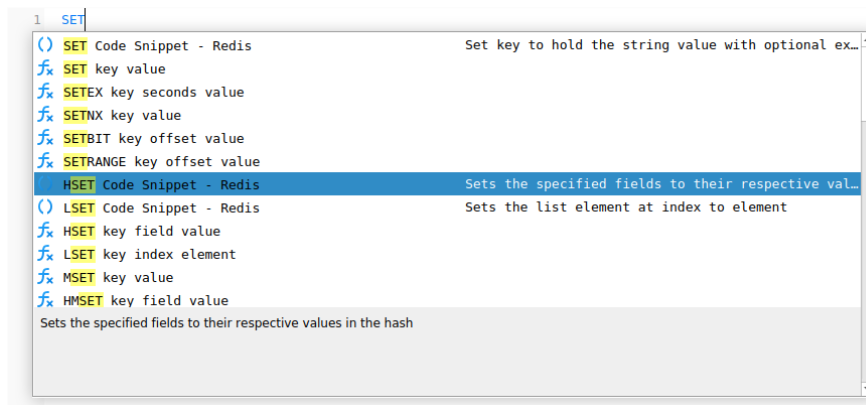 1 SET
SET Code Snippet - Redis Set key to hold the string value with optional ex…
SET key value
SETEX key seconds value
SETNX key value
SETBIT key offset value
SETRANGE key offset value
HSET Code Snippet - Redis Sets the specified fields to their respective val…
LSET Code Snippet - Redis Sets the list element at index to element
HSET key field value
LSET key index element
MSET key value
HMSET key field value
Sets the specified fields to their respective values in the hash